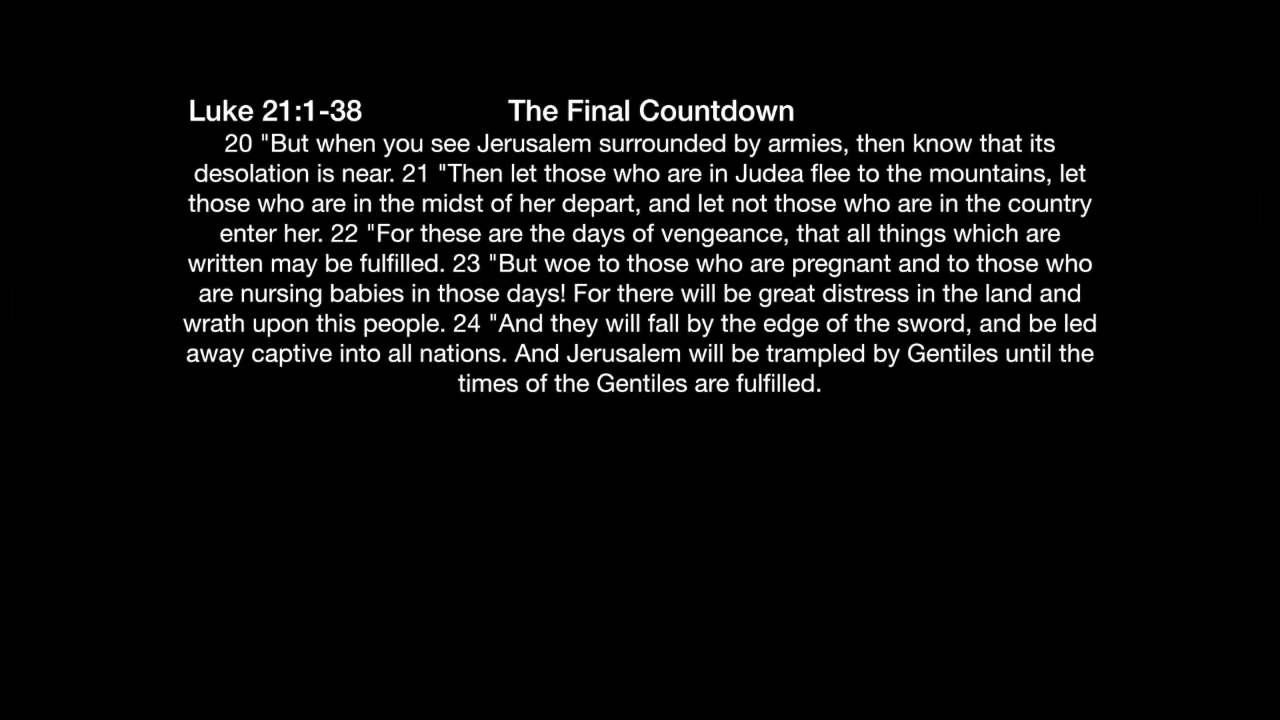 Luke 21:1-38 The Final Countdown
20 "But when you see Jerusalem surrounded by armies, then know that its
desolation is near. 21 "Then let those who are in Judea flee to the mountains, let
those who are in the midst of her depart, and let not those who are in the country
enter her. 22 "For these are the days of vengeance, that all things which are
written may be fulfilled. 23 "But woe to those who are pregnant and to those who
are nursing babies in those days! For there will be great distress in the land and
wrath upon this people. 24 "And they will fall by the edge of the sword, and be led
away captive into all nations. And Jerusalem will be trampled by Gentiles until the
times of the Gentiles are fulfilled.